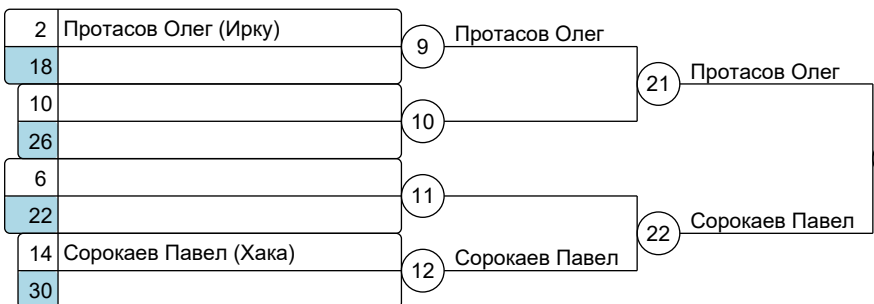 2 Протасов Олег (Ирку)
9 Протасов Олег
18
21 Протасов Олег
10
10
26
6
11
22
22 Сорокаев Павел
14 Сорокаев Павел (Хака)
12 Сорокаев Павел
30